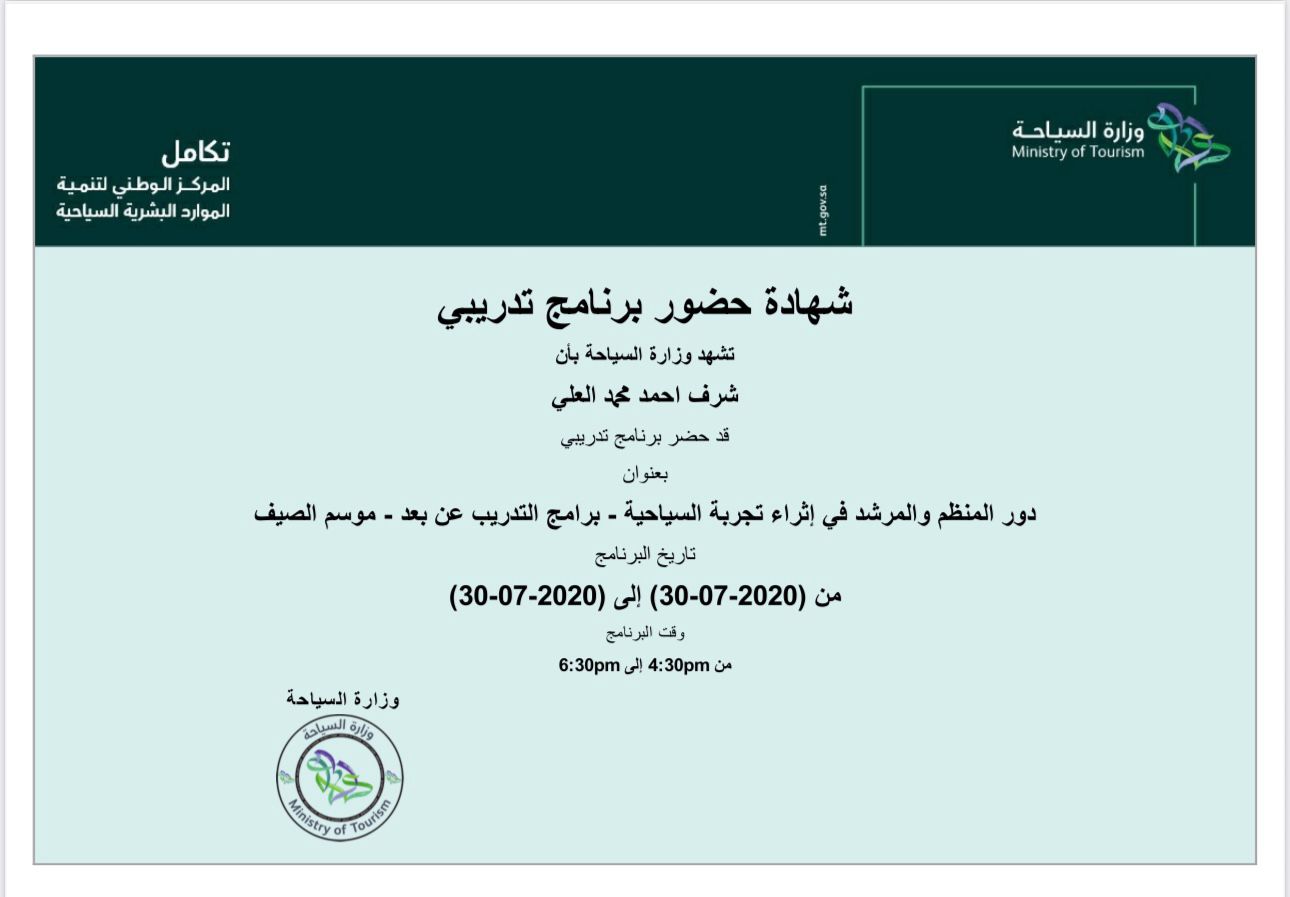 وزارة السياحة
Ministry of Tourism
mt.gov.sa
تكامل
المركز الوطني لتنمية
الموارد البشرية السياحية
شهادة حضور برنامج تدريبي
تشهد وزارة السياحة بأن
شرف احمد محمد العلي
قد حضر برنامج تدريبي
بعنوان
دور المنظم والمرشد في إثراء تجربة السياحية - برامج التدريب عن بعد - موسم الصيف
تاريخ البرنامج
من (30-07-2020) إلى (30-07-2020)
وقت البرنامج
من 4:30pm إلى 6:30pm
وزارة السياحة
وزارة السياحة
Ministry of Tourism